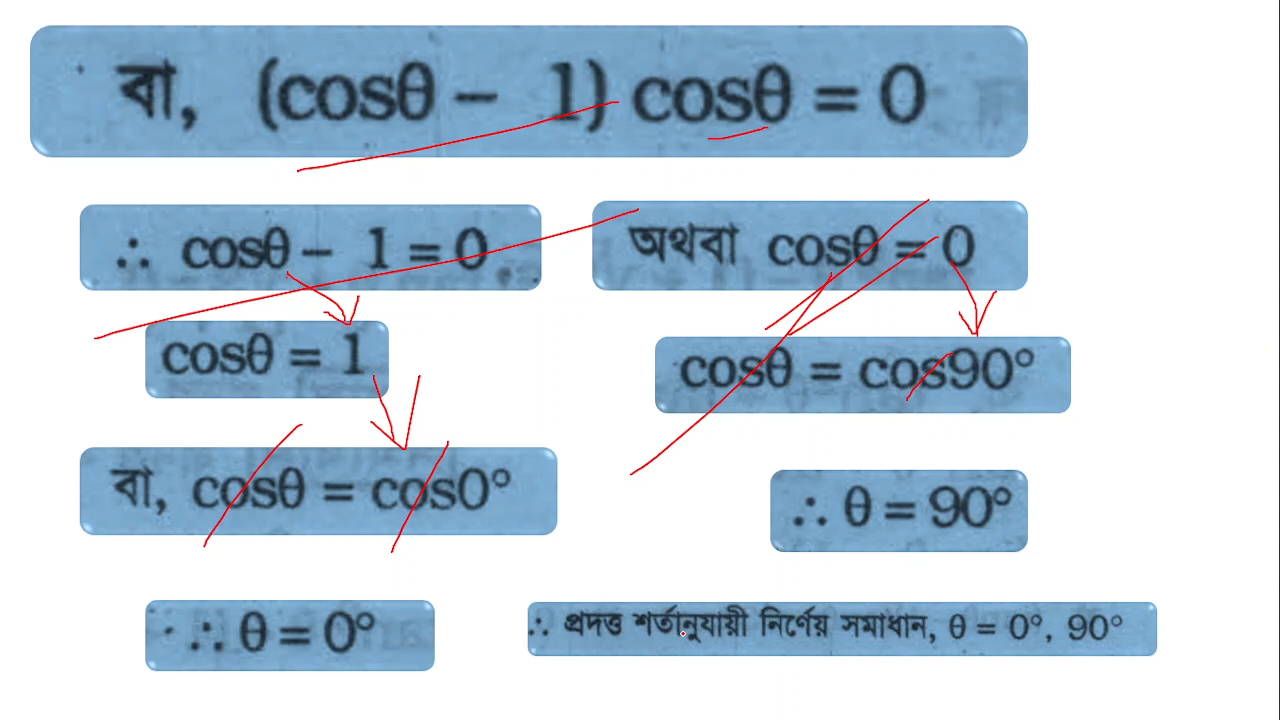 বা, (cosθ – 1) cosθ = 0
∴ cosθ – 1 = 0
অথবা cosθ = 0
cosθ = 1
cosθ = cos90°
বা, cosθ = cos0°
∴ θ = 90°
∴ θ = 0°
∴ প্রদত্ত শর্তানুযায়ী নির্ণেয় সমাধান, θ = 0°, 90°